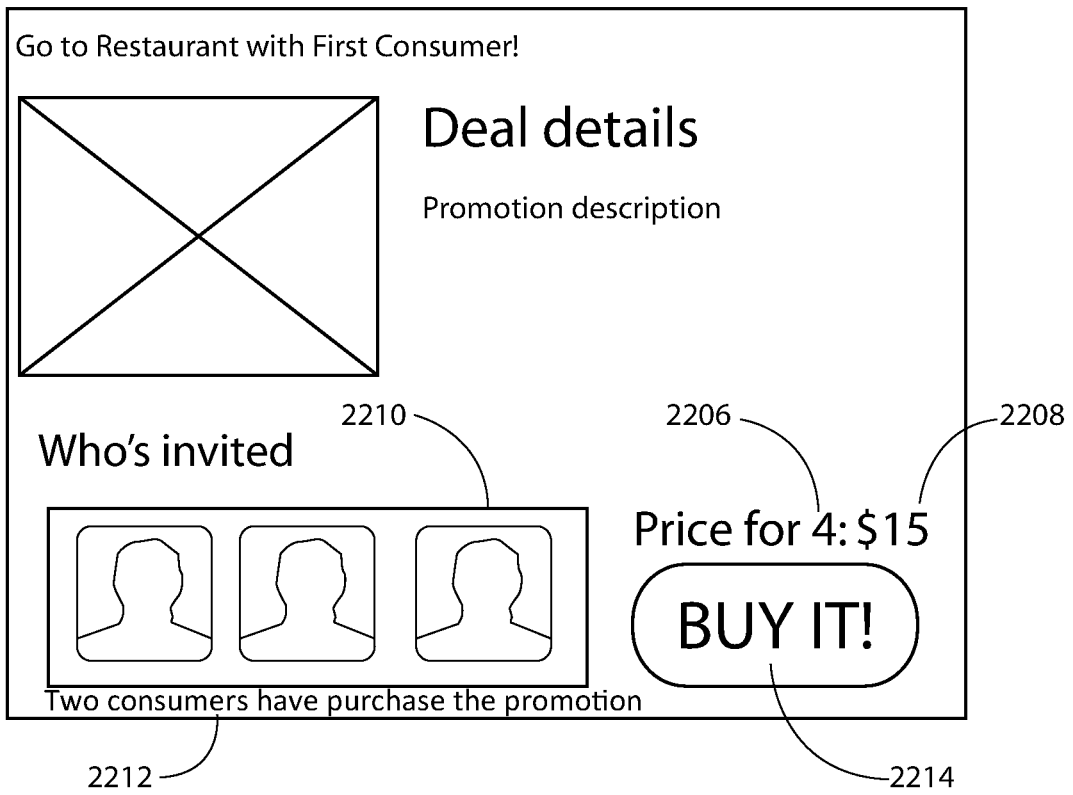 Go to Restaurant with First Consumer!
Deal details
Promotion description
2210
2206
2208
Who's invited
Price for 4: $15
BUY IT!
Two consumers have purchase the promotion
2212
2214